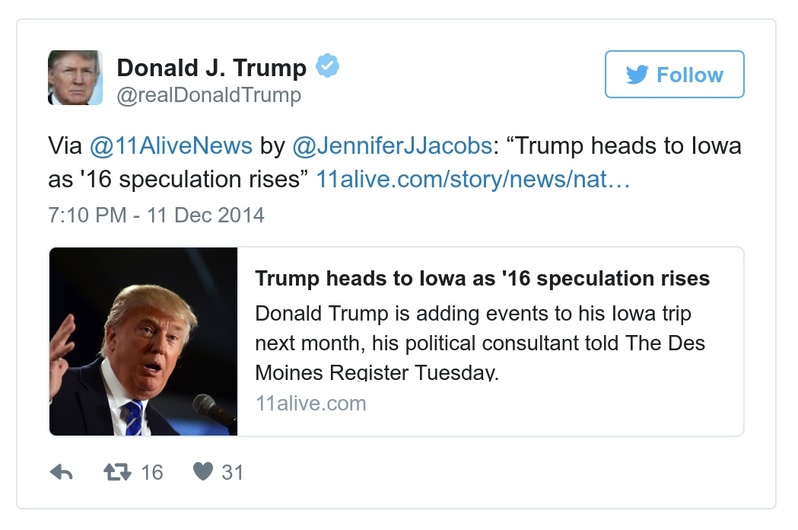 Donald J. Trump
@realDonaldTrump
Follow
Via @11AliveNews by @JenniferJJacobs: “Trump heads to Iowa
as '16 speculation rises” 11alive.com/story/news/nat…
7:10 PM - 11 Dec 2014
Trump heads to Iowa as '16 speculation rises
Donald Trump is adding events to his Iowa trip
next month, his political consultant told The Des
Moines Register Tuesday.
11alive.com
16 31